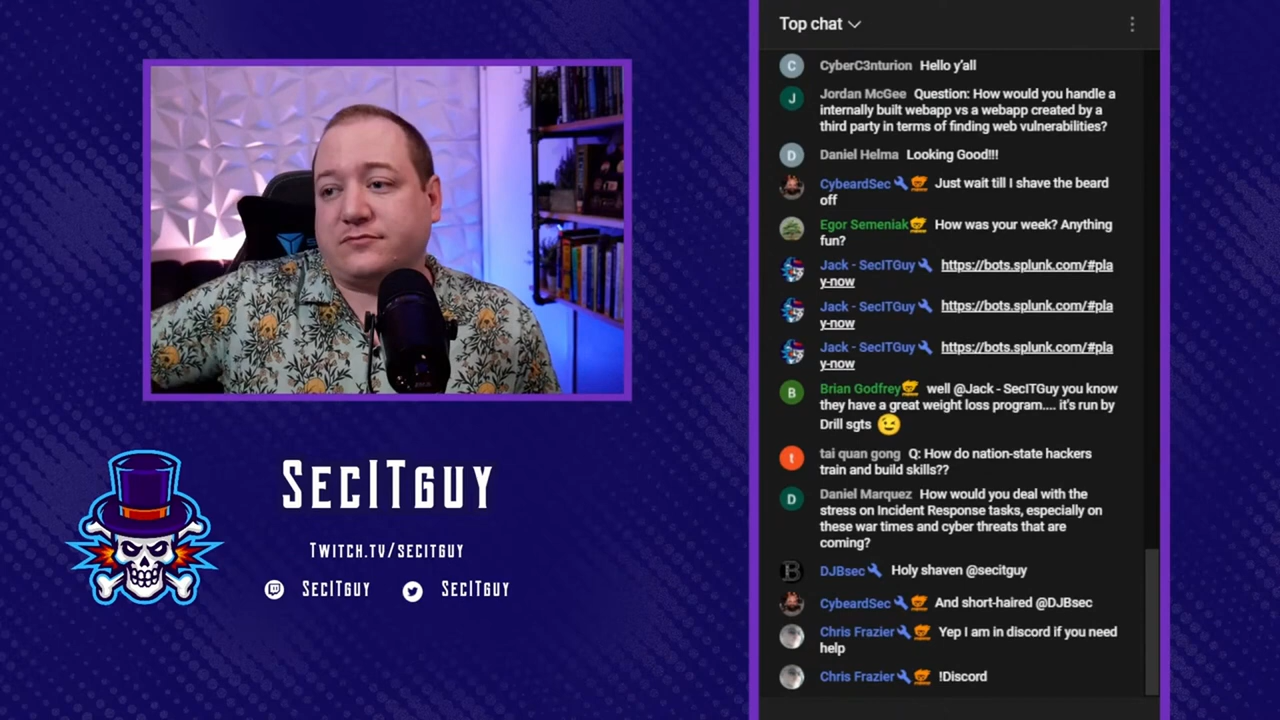 SecITguy
Twitch.tv/secitguy
SecITguy
SecITguy
Top chat
C
CyberC3nturion Hello y'all
J
Jordan McGee Question: How would you handle a
internally built webapp vs a webapp created by a
third party in terms of finding web vulnerabilities?
D
Daniel Helma Looking Good!!!
CybeardSec Just wait till I shave the beard
off
Egor Semeniak How was your week? Anything
fun?
Jack - SecITGuy https://bots.splunk.com/#pla
y-now
Jack - SecITGuy https://bots.splunk.com/#pla
y-now
Jack - SecITGuy https://bots.splunk.com/#pla
y-now
B
Brian Godfrey well @Jack - SecITGuy you know
they have a great weight loss program.... it's run by
Drill sgts
t
tai quan gong Q: How do nation-state hackers
train and build skills??
D
Daniel Marquez How would you deal with the
stress on Incident Response tasks, especially on
these war times and cyber threats that are
coming?
B
DJBsec Holy shaven @secitguy
CybeardSec And short-haired @DJBsec
Chris Frazier Yep I am in discord if you need
help
Chris Frazier !Discord